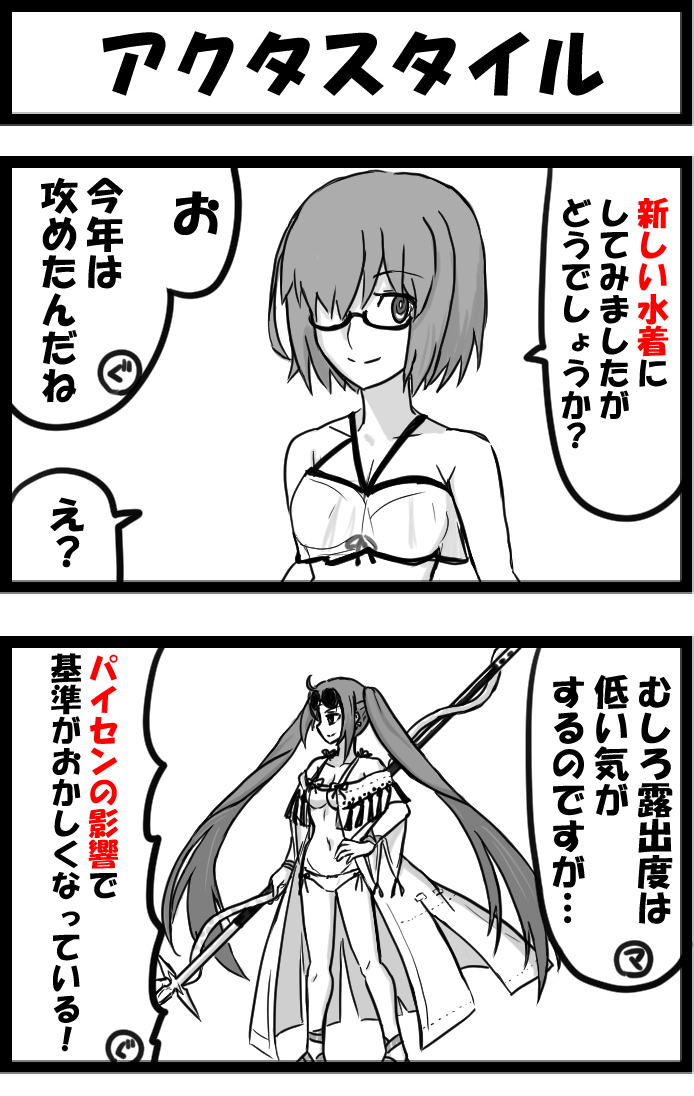 アクタスタイル
新しい水着に
してみましたが
どうでしょうか?
お
今年は
攻めたんだね
ぐ
え?
むしろ露出度は
低い気が
するのですが…
マ
パイセンの影響で
基準がおかしくなっている!
ぐ